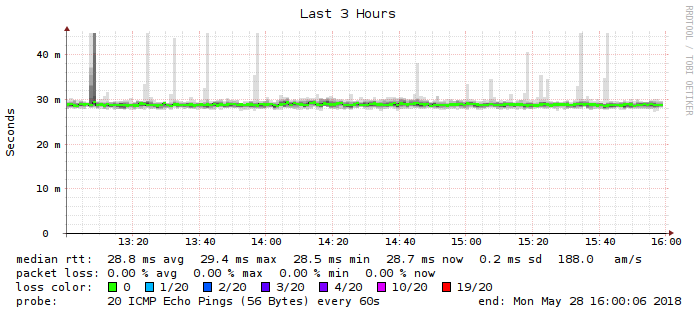 Last 3 Hours
RRDTOOL / TOBI OETIKER
Seconds
40 m
30 m
20 m
10 m
0
13:20 13:40 14:00 14:20 14:40 15:00 15:20 15:40 16:00
median rtt: 28.8 ms avg 29.4 ms max 28.5 ms min 28.7 ms now 0.2 ms sd 188.0 am/s
packet loss: 0.00 % avg 0.00 % max 0.00 % min 0.00 % now
loss color: 0 1/20 2/20 3/20 4/20 10/20 19/20
probe: 20 ICMP Echo Pings (56 Bytes) every 60s end: Mon May 28 16:00:06 2018